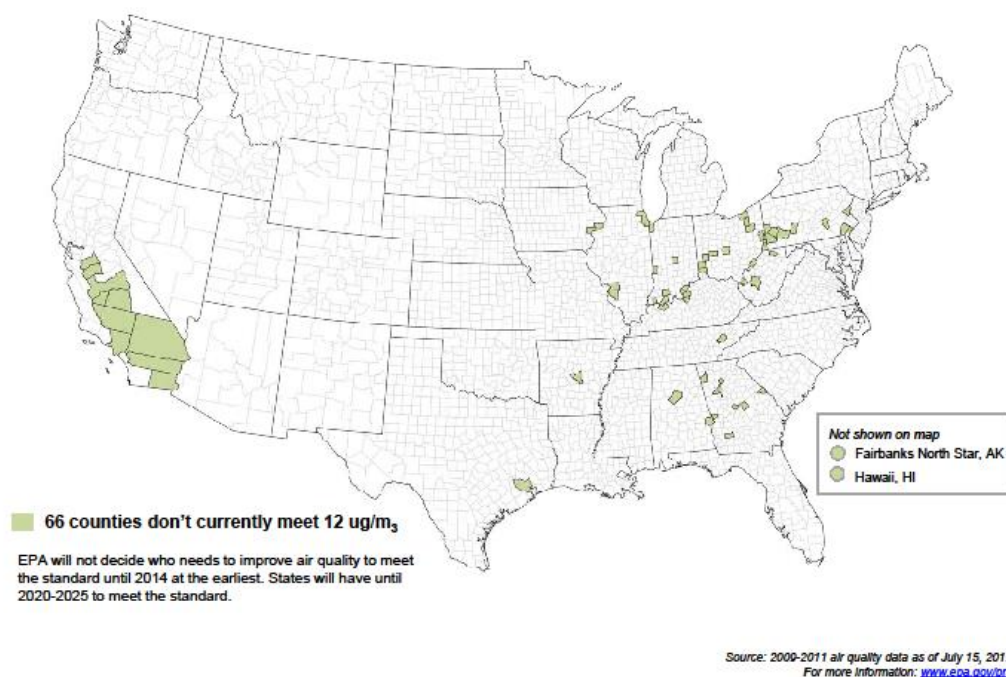 Not shown on map
Fairbanks North Star, AK
Hawaii, HI
66 counties don't currently meet 12 ug/m3
EPA will not decide who needs to improve air quality to meet
the standard until 2014 at the earliest. States will have until
2020-2025 to meet the standard.
Source: 2009-2011 air quality data as of July 15, 201
For more information: www.epa.gov/p